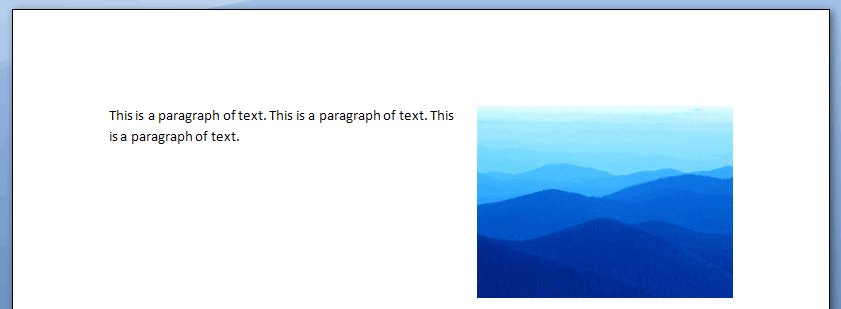 This is a paragraph of text. This is a paragraph of text. This
is a paragraph of text.